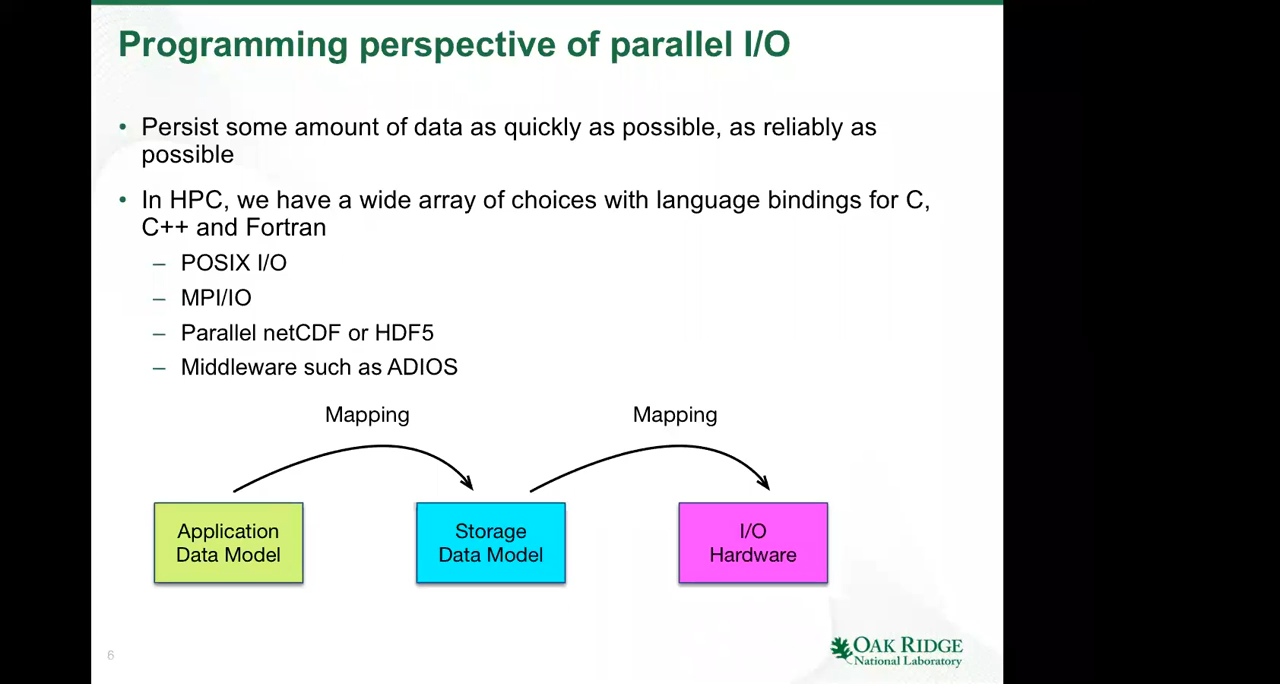 Programming perspective of parallel I/O
• Persist some amount of data as quickly as possible, as reliably as
possible
• In HPC, we have a wide array of choices with language bindings for C,
C++ and Fortran
– POSIX I/O
– MPI/IO
– Parallel netCDF or HDF5
– Middleware such as ADIOS
Mapping
Mapping
Application
Data Model
Storage
Data Model
I/O
Hardware
6
OAK RIDGE
National Laboratory